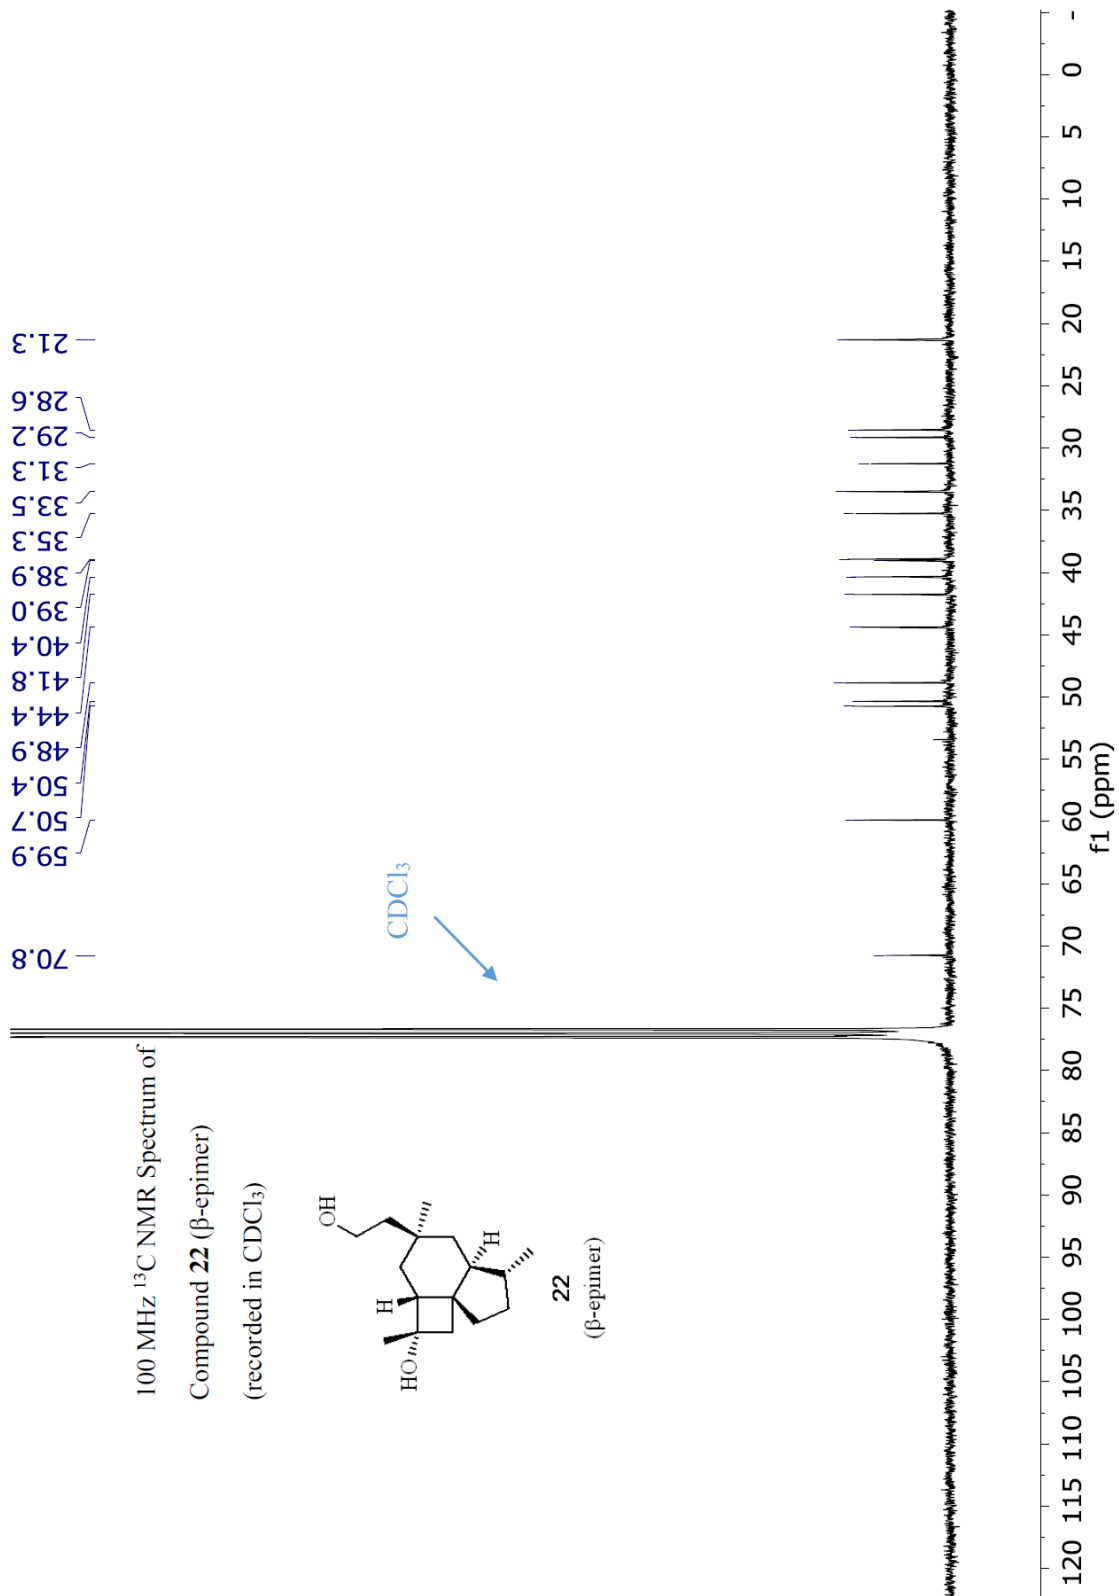 100 MHz ¹³C NMR Spectrum of
Compound 22 (β-epimer)
(recorded in CDCl₃)
HO
H
OH
H
22
(β-epimer)
CDCl₃
70.8
59.9
50.7
50.4
48.9
44.4
41.8
40.4
39.0
38.9
35.3
33.5
31.3
29.2
28.6
21.3
120 115 110 105 100 95 90 85 80 75 70 65 60 55 50 45 40 35 30 25 20 15 10 5 0 -
f1 (ppm)